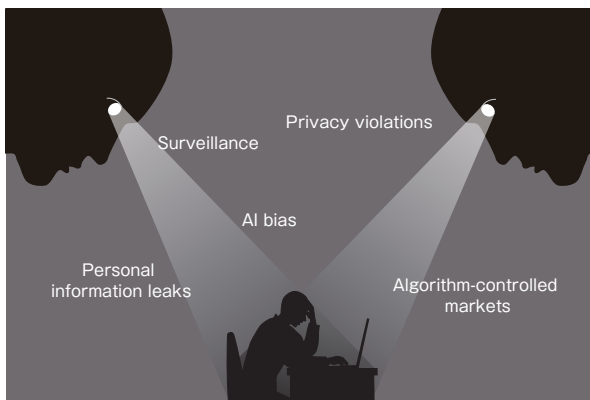 Privacy violations
Surveillance
AI bias
Personal
information leaks
Algorithm-controlled
markets